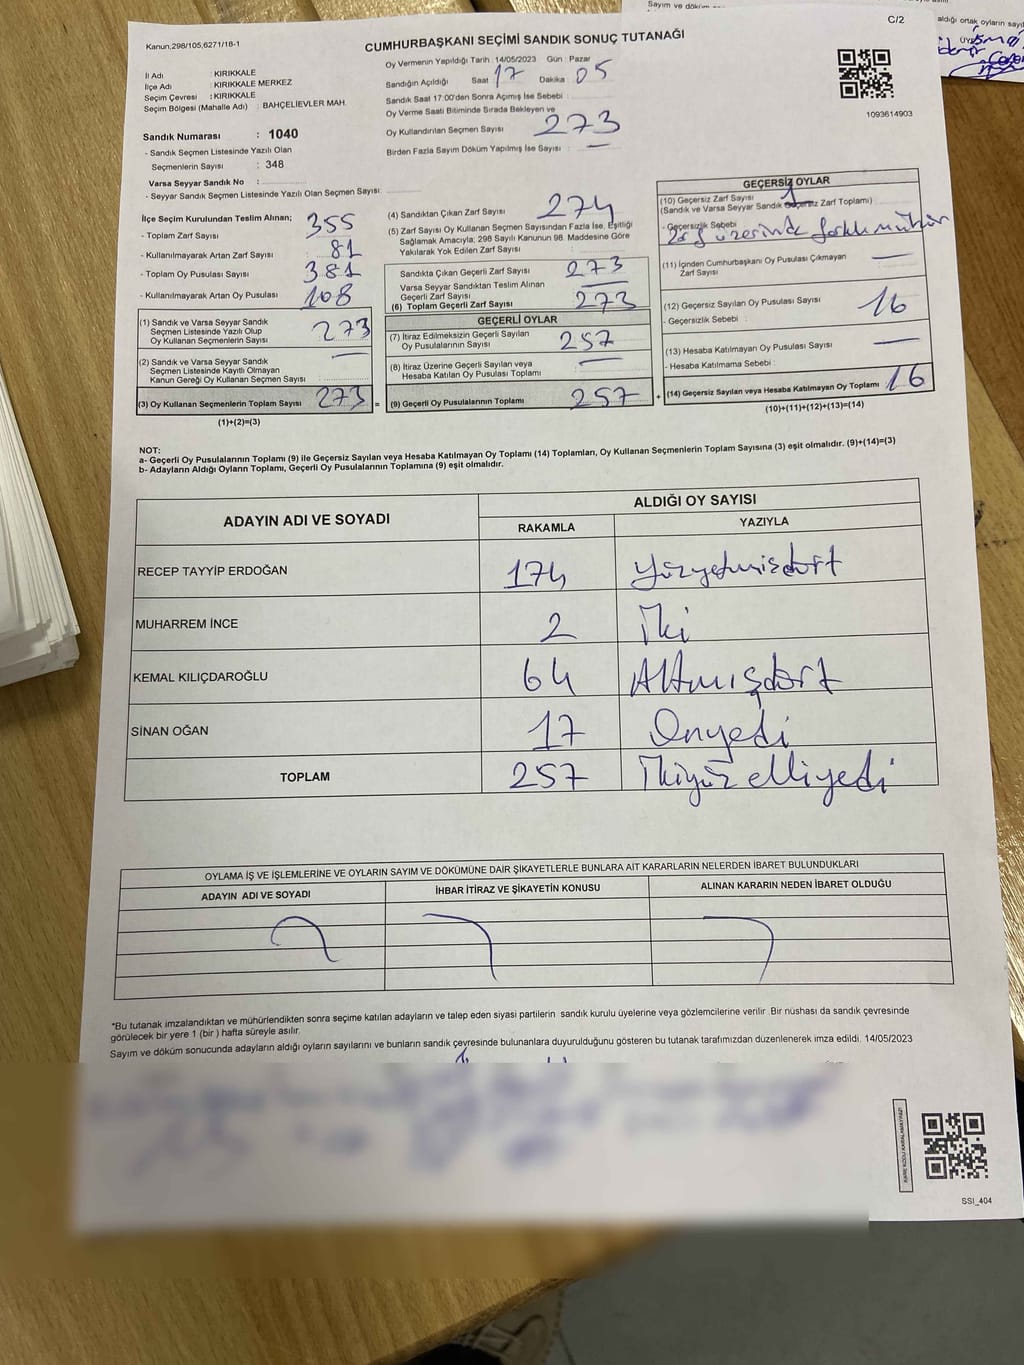 Sayım ve döküm
aldığı ortak oyların sayı
C/2
Kanun,298/105,6271/18-1
CUMHURBAŞKANI SEÇİMİ SANDIK SONUÇ TUTANAĞI
1093614903
İl Adı : KIRIKKALE
İlçe Adı : KIRIKKALE MERKEZ
Seçim Çevresi : KIRIKKALE
Seçim Bölgesi (Mahalle Adı) : BAHÇELİEVLER MAH.
Sandık Numarası : 1040
- Sandık Seçmen Listesinde Yazılı Olan
Seçmenlerin Sayısı : 348
Varsa Seyyar Sandık No :
- Seyyar Sandık Seçmen Listesinde Yazılı Olan Seçmen Sayısı:
Oy Vermenin Yapıldığı Tarih :14/05/2023 Gün : Pazar
Sandığın Açıldığı Saat 17 Dakika 05
Sandık Saat 17:00'den Sonra Açımış İse Sebebi :
Oy Verme Saati Bitiminde Sırada Bekleyen ve
Oy Kullandırılan Seçmen Sayısı : 273
Birden Fazla Sayım Döküm Yapılmış İse Sayısı : —
İlçe Seçim Kurulundan Teslim Alınan;
- Toplam Zarf Sayısı : 355
- Kullanılmayarak Artan Zarf Sayısı : 81
- Toplam Oy Pusulası Sayısı : 381
- Kullanılmayarak Artan Oy Pusulası : 108
(1) Sandık ve Varsa Seyyar Sandık
Seçmen Listesinde Yazılı Olup
Oy Kullanan Seçmenlerin Sayısı : 273
(2) Sandık ve Varsa Seyyar Sandık
Seçmen Listesinde Kayıtlı Olmayan
Kanun Gereği Oy Kullanan Seçmen Sayısı : —
(3) Oy Kullanan Seçmenlerin Toplam Sayısı 273 =
(1)+(2)=(3)
(4) Sandıktan Çıkan Zarf Sayısı : 274
(5) Zarf Sayısı Oy Kullanan Seçmen Sayısından Fazla İse, Eşitliği
Sağlamak Amacıyla; 298 Sayılı Kanunun 98. Maddesine Göre
Yakılarak Yok Edilen Zarf Sayısı :
Sandıkta Çıkan Geçerli Zarf Sayısı : 273
Varsa Seyyar Sandıktan Teslim Alınan
Geçerli Zarf Sayısı : —
(6) Toplam Geçerli Zarf Sayısı : 273
GEÇERLİ OYLAR
(7) İtiraz Edilmeksizin Geçerli Sayılan
Oy Pusulalarının Sayısı : 257
(8) İtiraz Üzerine Geçerli Sayılan veya
Hesaba Katılan Oy Pusulası Toplamı : —
(9) Geçerli Oy Pusulalarının Toplamı : 257 +
GEÇERSİZ OYLAR
(10) Geçersiz Zarf Sayısı : 1
(Sandık ve Varsa Seyyar Sandık Geçersiz Zarf Toplamı)
- Geçersizlik Sebebi
Zarf üzerinde farklı mühür
(11) İçinden Cumhurbaşkanı Oy Pusulası Çıkmayan
Zarf Sayısı : —
(12) Geçersiz Sayılan Oy Pusulası Sayısı : 16
- Geçersizlik Sebebi :
(13) Hesaba Katılmayan Oy Pusulası Sayısı : —
- Hesaba Katılmama Sebebi :
(14) Geçersiz Sayılan veya Hesaba Katılmayan Oy Toplamı : 16
(10)+(11)+(12)+(13)=(14)
NOT:
a- Geçerli Oy Pusulalarının Toplamı (9) ile Geçersiz Sayılan veya Hesaba Katılmayan Oy Toplamı (14) Toplamları, Oy Kullanan Seçmenlerin Toplam Sayısına (3) eşit olmalıdır. (9)+(14)=(3)
b- Adayların Aldığı Oyların Toplamı, Geçerli Oy Pusulalarının Toplamına (9) eşit olmalıdır.
ADAYIN ADI VE SOYADI
ALDIĞI OY SAYISI
RAKAMLA YAZIYLA
RECEP TAYYİP ERDOĞAN 174 Yüzyetmişdört
MUHARREM İNCE 2 İki
KEMAL KILIÇDAROĞLU 64 Altmışdört
SİNAN OĞAN 17 Onyedi
TOPLAM 257 İkiyüz elliyedi
OYLAMA İŞ VE İŞLEMLERİNE VE OYLARIN SAYIM VE DÖKÜMÜNE DAİR ŞİKAYETLERLE BUNLARA AİT KARARLARIN NELERDEN İBARET BULUNDUKLARI
ADAYIN ADI VE SOYADI İHBAR İTİRAZ VE ŞİKAYETİN KONUSU ALINAN KARARIN NEDEN İBARET OLDUĞU
*Bu tutanak imzalandıktan ve mühürlendikten sonra seçime katılan adayların ve talep eden siyasi partilerin sandık kurulu üyelerine veya gözlemcilerine verilir .Bir nüshası da sandık çevresinde
görülecek bir yere 1 (bir ) hafta süreyle asılır.
Sayım ve döküm sonucunda adayların aldığı oyların sayılarını ve bunların sandık çevresinde bulunanlara duyurulduğunu gösteren bu tutanak tarafımızdan düzenlenerek imza edildi. 14/05/2023
KARE KODU KARALAMAYINIZ!
SSI_404